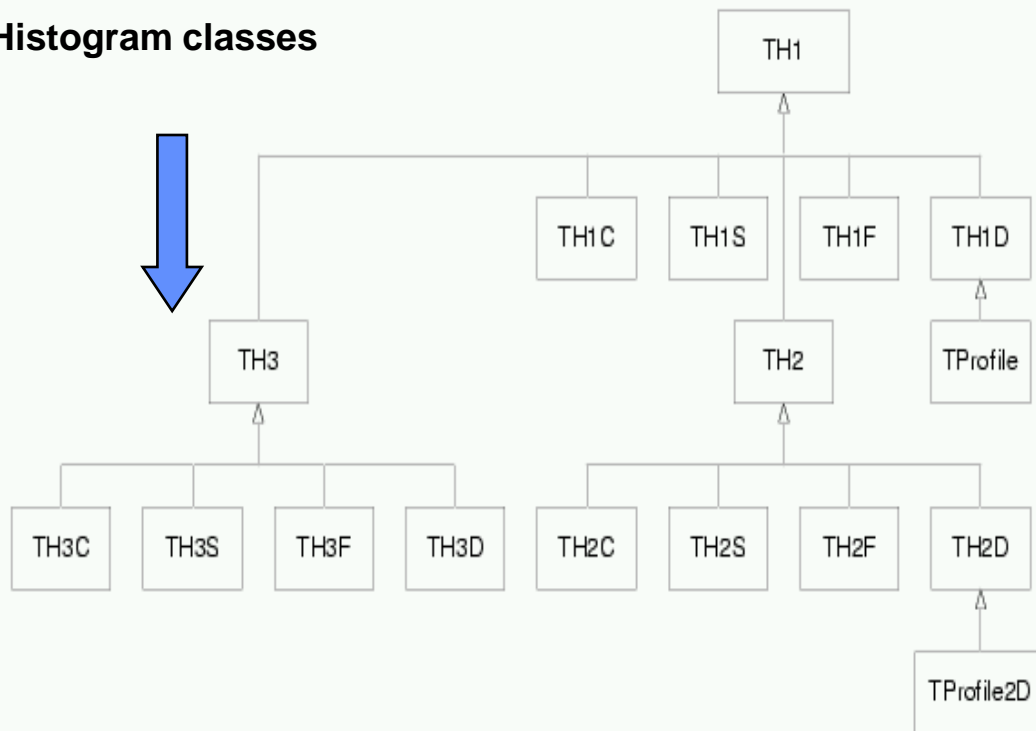 Histogram classes
TH1
TH1C TH1S TH1F TH1D
TH3 TH2 TProfile
TH3C TH3S TH3F TH3D TH2C TH2S TH2F TH2D
TProfile2D